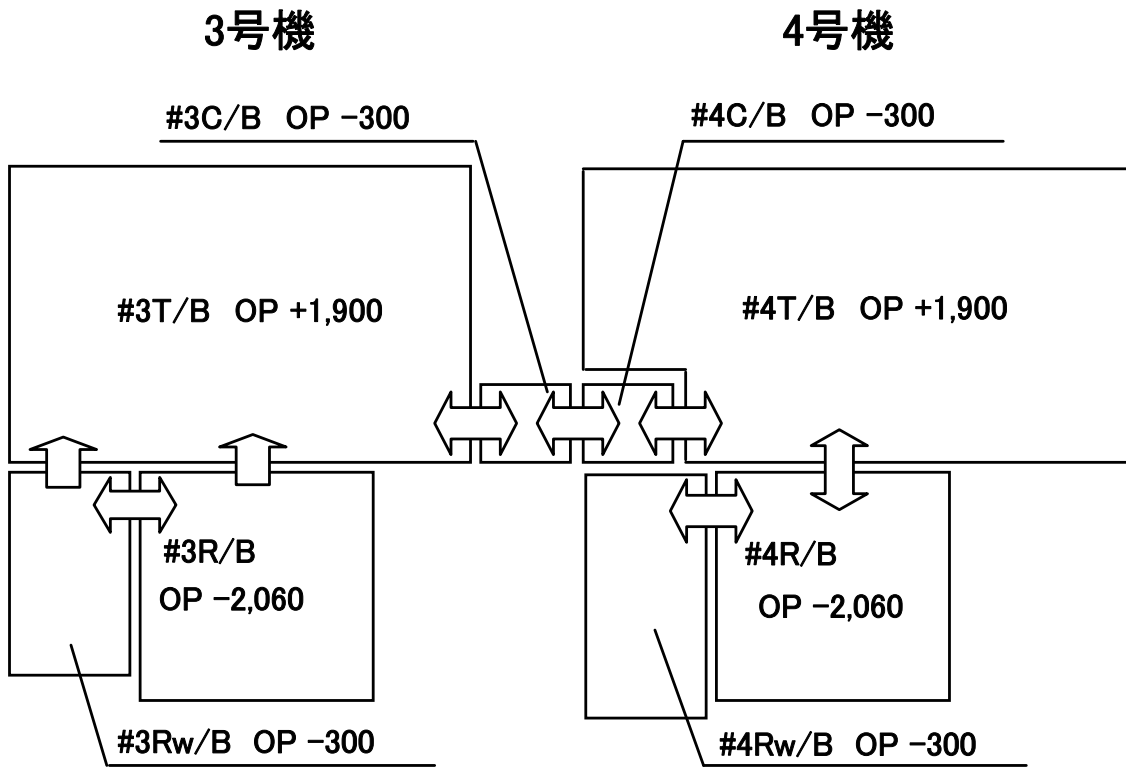 3号機
4号機
#3C/B OP −300
#4C/B OP −300
#3T/B OP +1,900
#4T/B OP +1,900
#3R/B
OP −2,060
#4R/B
OP −2,060
#3Rw/B OP −300
#4Rw/B OP −300